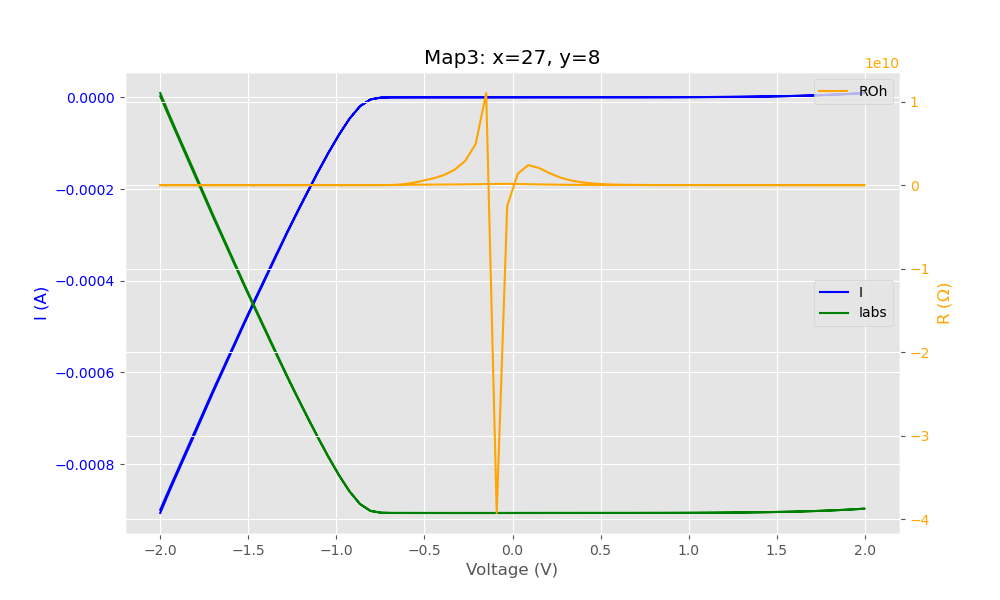 Map3: x=27, y=8
1e10
0.0000
−0.0002
−0.0004
−0.0006
−0.0008
I (A)
ROh
I
Iabs
1
0
−1
−2
−3
−4
R (Ω)
−2.0
−1.5
−1.0
−0.5
0.0
0.5
1.0
1.5
2.0
Voltage (V)